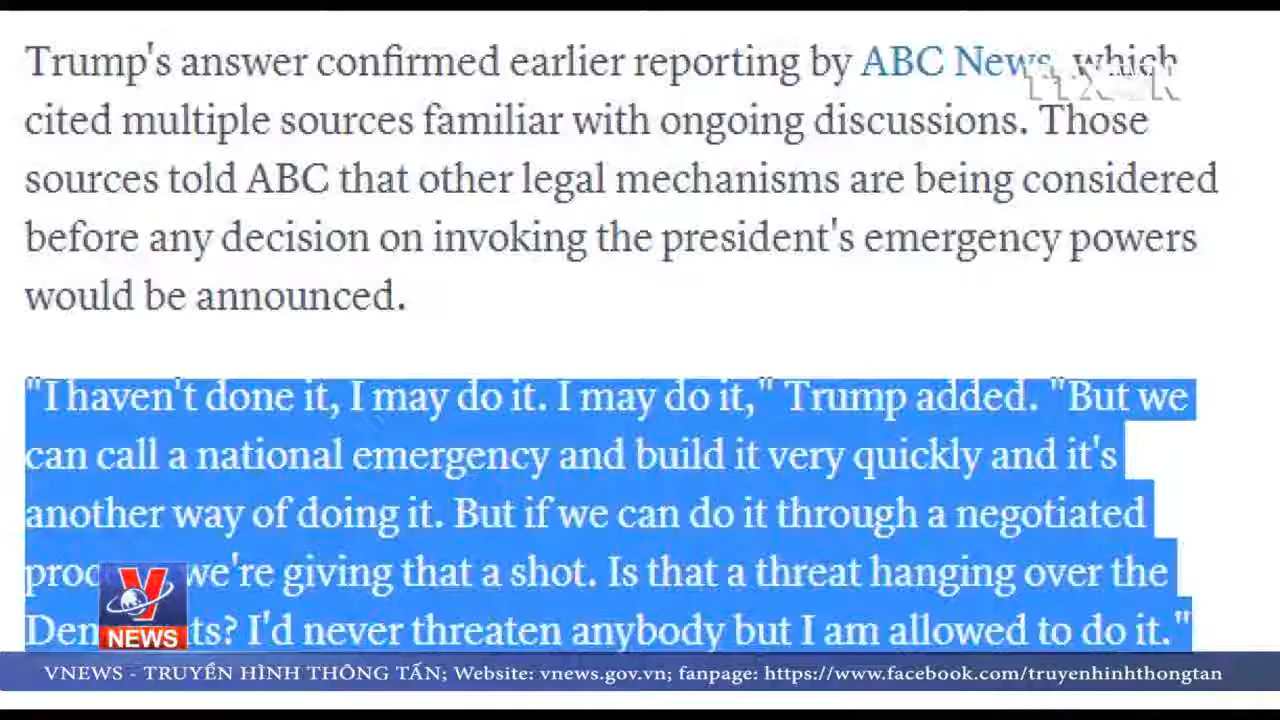 Trump's answer confirmed earlier reporting by ABC News, which
TTXVN
cited multiple sources familiar with ongoing discussions. Those
sources told ABC that other legal mechanisms are being considered
before any decision on invoking the president's emergency powers
would be announced.
"I haven't done it, I may do it. I may do it," Trump added. "But we
can call a national emergency and build it very quickly and it's
another way of doing it. But if we can do it through a negotiated
we're giving that a shot. Is that a threat hanging over the
I'd never threaten anybody but I am allowed to do it."
V
NEWS
VNEWS - TRUYỀN HÌNH THÔNG TẤN; Website: vnews.gov.vn; fanpage: https://www.facebook.com/truyenhinhthongtan